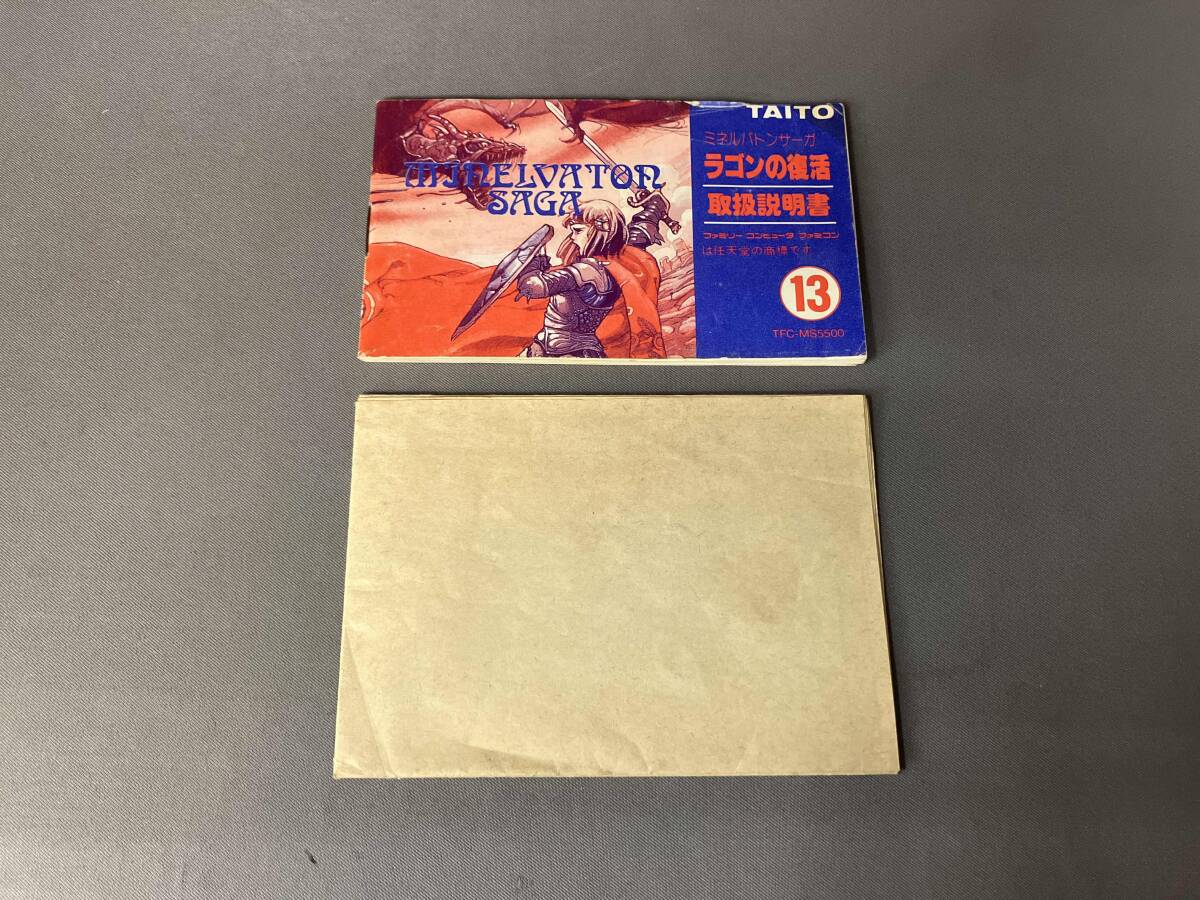 MINELVATON
SAGA
TAITO
ミネルバトンサーガ
ラゴンの復活
取扱説明書
ファミリーコンピュータ ファミコン
は任天堂の商標です
13
TFC-MS5500